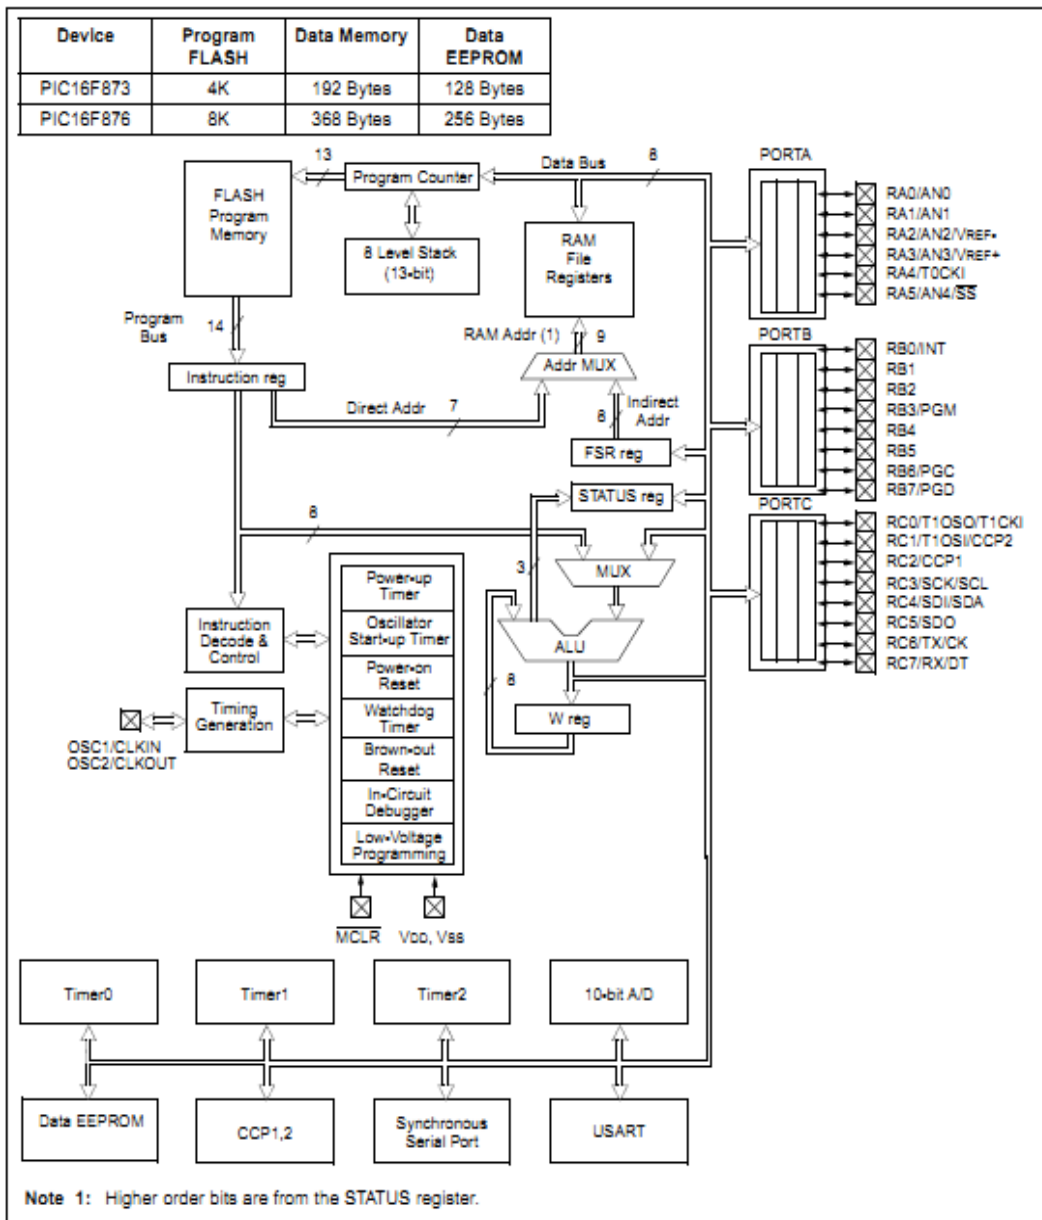 Device Program FLASH Data Memory Data EEPROM
PIC16F873 4K 192 Bytes 128 Bytes
PIC16F876 8K 368 Bytes 256 Bytes
13
Program Counter
Data Bus
8
PORTA
FLASH
Program
Memory
8 Level Stack
(13-bit)
RAM
File
Registers
RA0/AN0
RA1/AN1
RA2/AN2/VREF-
RA3/AN3/VREF+
RA4/T0CKI
RA5/AN4/SS
Program
Bus
14
RAM Addr (1)
9
PORTB
Instruction reg
Addr MUX
Direct Addr
7
8
Indirect
Addr
FSR reg
STATUS reg
RB0/INT
RB1
RB2
RB3/PGM
RB4
RB5
RB6/PGC
RB7/PGD
PORTC
8
3
MUX
ALU
8
W reg
RC0/T1OSO/T1CKI
RC1/T1OSI/CCP2
RC2/CCP1
RC3/SCK/SCL
RC4/SDI/SDA
RC5/SDO
RC6/TX/CK
RC7/RX/DT
Instruction
Decode &
Control
Timing
Generation
OSC1/CLKIN
OSC2/CLKOUT
Power-up
Timer
Oscillator
Start-up Timer
Power-on
Reset
Watchdog
Timer
Brown-out
Reset
In-Circuit
Debugger
Low-Voltage
Programming
MCLR
VDD, VSS
Timer0
Timer1
Timer2
10-bit A/D
Data EEPROM
CCP1,2
Synchronous
Serial Port
USART
Note 1: Higher order bits are from the STATUS register.